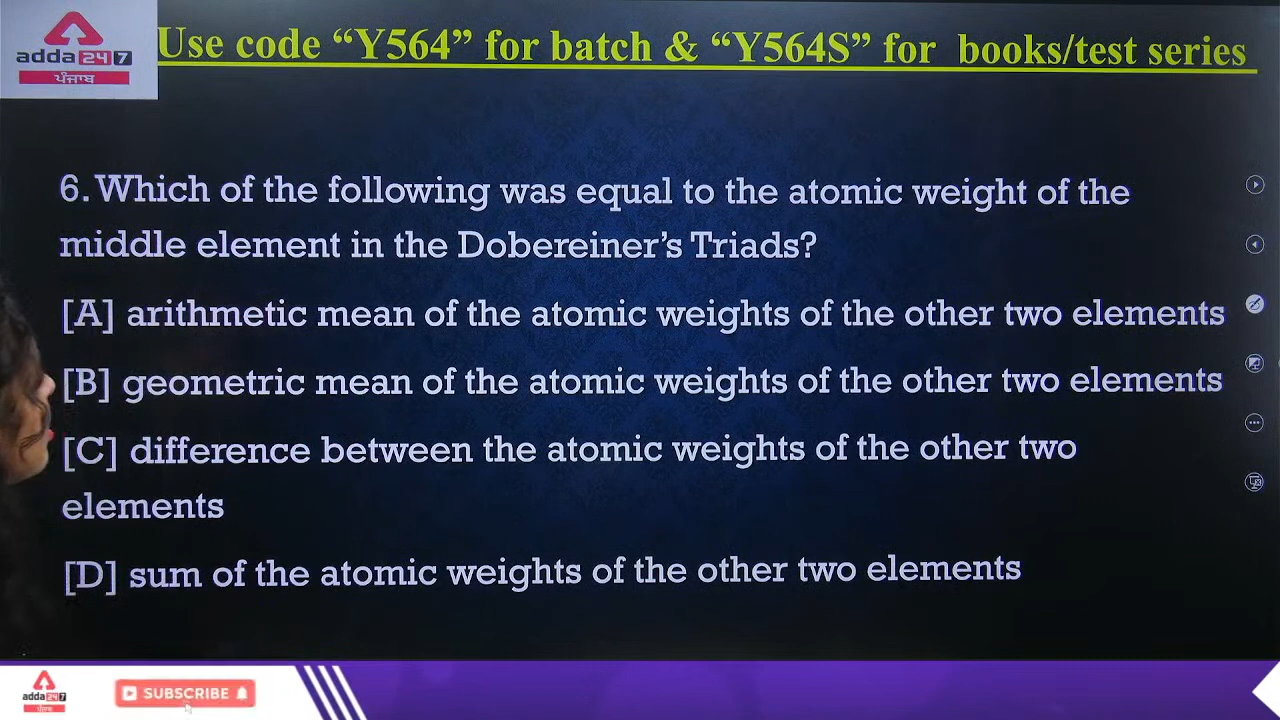 adda247
ਪੰਜਾਬ
Use code “Y564” for batch & “Y564S” for books/test series
6. Which of the following was equal to the atomic weight of the
middle element in the Dobereiner’s Triads?
[A] arithmetic mean of the atomic weights of the other two elements
[B] geometric mean of the atomic weights of the other two elements
[C] difference between the atomic weights of the other two
elements
[D] sum of the atomic weights of the other two elements
adda247
ਪੰਜਾਬ
SUBSCRIBE